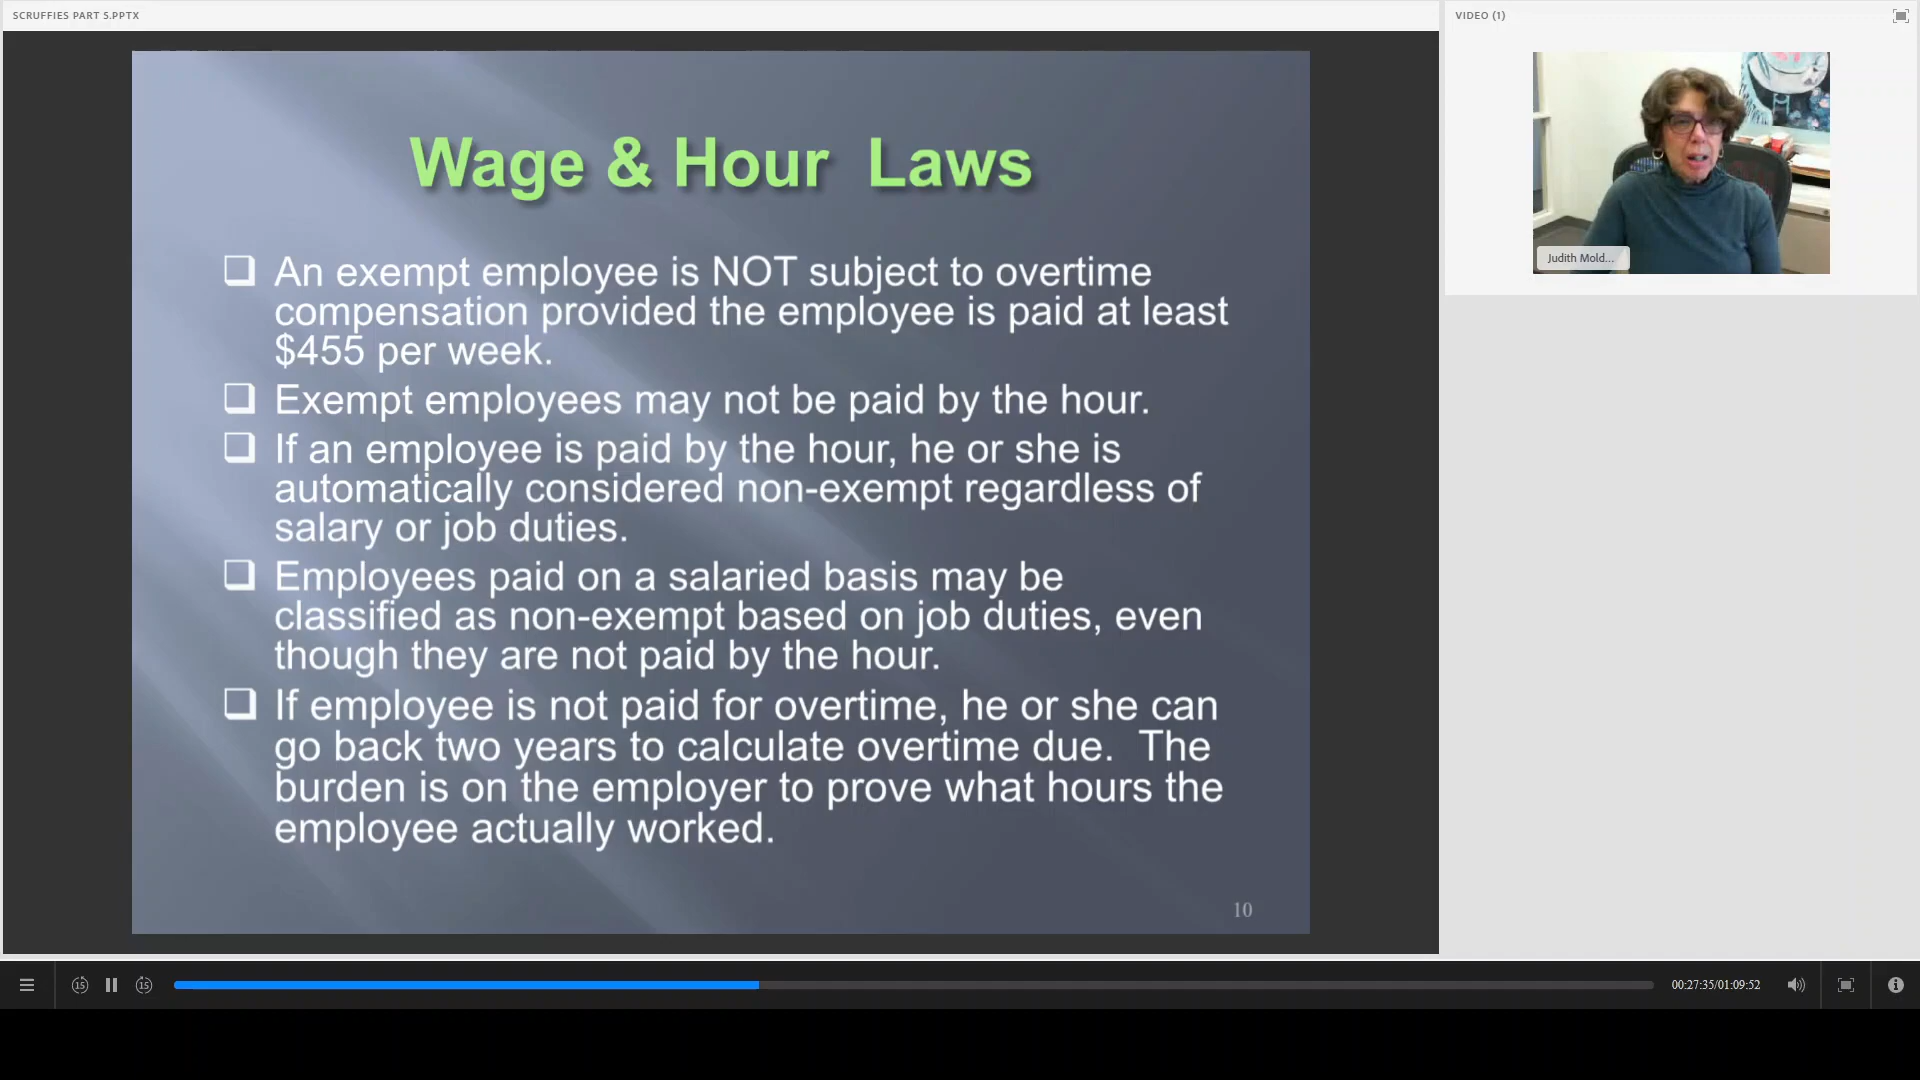 SCRUFFIES PART 5.PPTX
VIDEO (1)
Wage & Hour Laws
An exempt employee is NOT subject to overtime
compensation provided the employee is paid at least
$455 per week.
Exempt employees may not be paid by the hour.
If an employee is paid by the hour, he or she is
automatically considered non-exempt regardless of
salary or job duties.
Employees paid on a salaried basis may be
classified as non-exempt based on job duties, even
though they are not paid by the hour.
If employee is not paid for overtime, he or she can
go back two years to calculate overtime due. The
burden is on the employer to prove what hours the
employee actually worked.
10
Judith Mold...
15
15
00:27:35/01:09:52